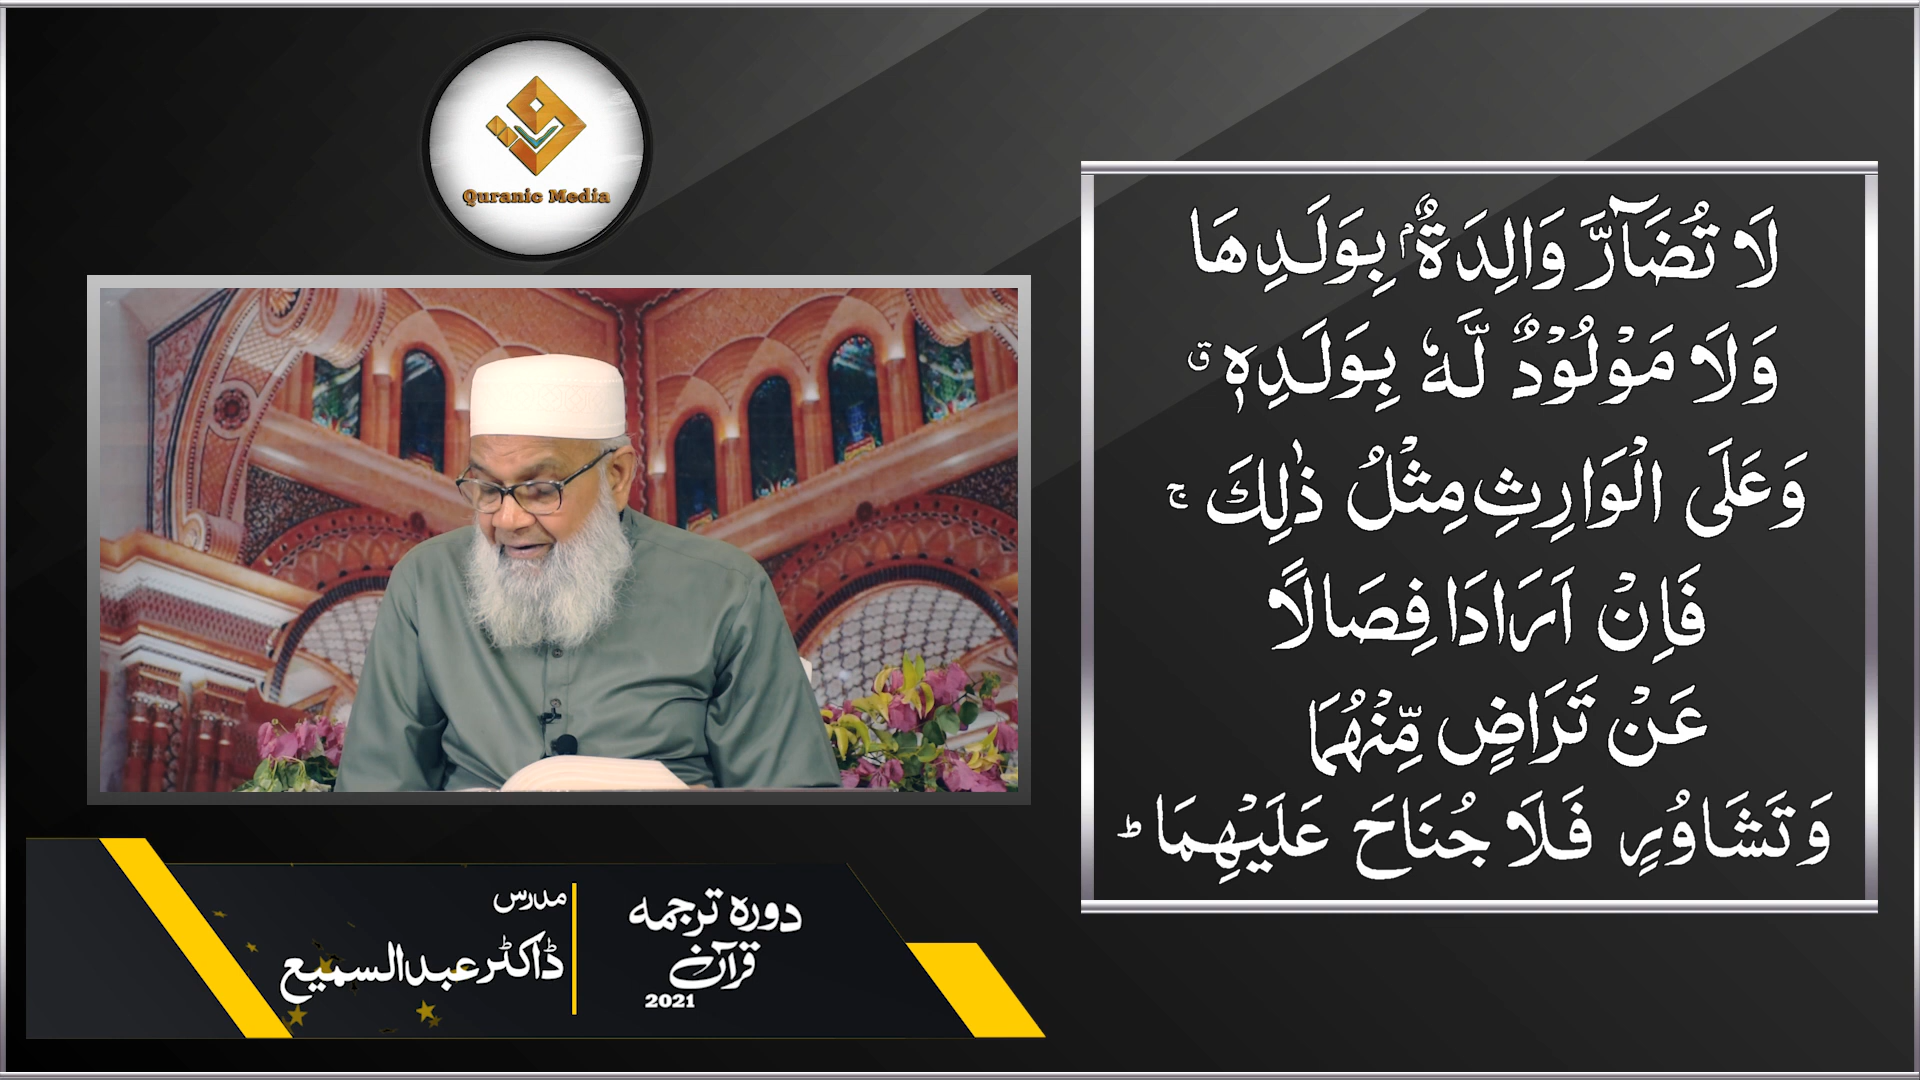 Quranic Media
لَا تُضَآرَّ وَالِدَةٌۢ بِوَلَدِهَا
وَلَا مَوْلُوْدٌ لَّهٗ بِوَلَدِهٖ ۗ
وَعَلَى الْوَارِثِ مِثْلُ ذٰلِكَ ۚ
فَاِنْ اَرَادَا فِصَالًا
عَنْ تَرَاضٍ مِّنْهُمَا
وَتَشَاوُرٍ فَلَا جُنَاحَ عَلَيْهِمَا ؕ
دورہ ترجمہ
قرآن
2021
مدرس
ڈاکٹر عبدالسمیع